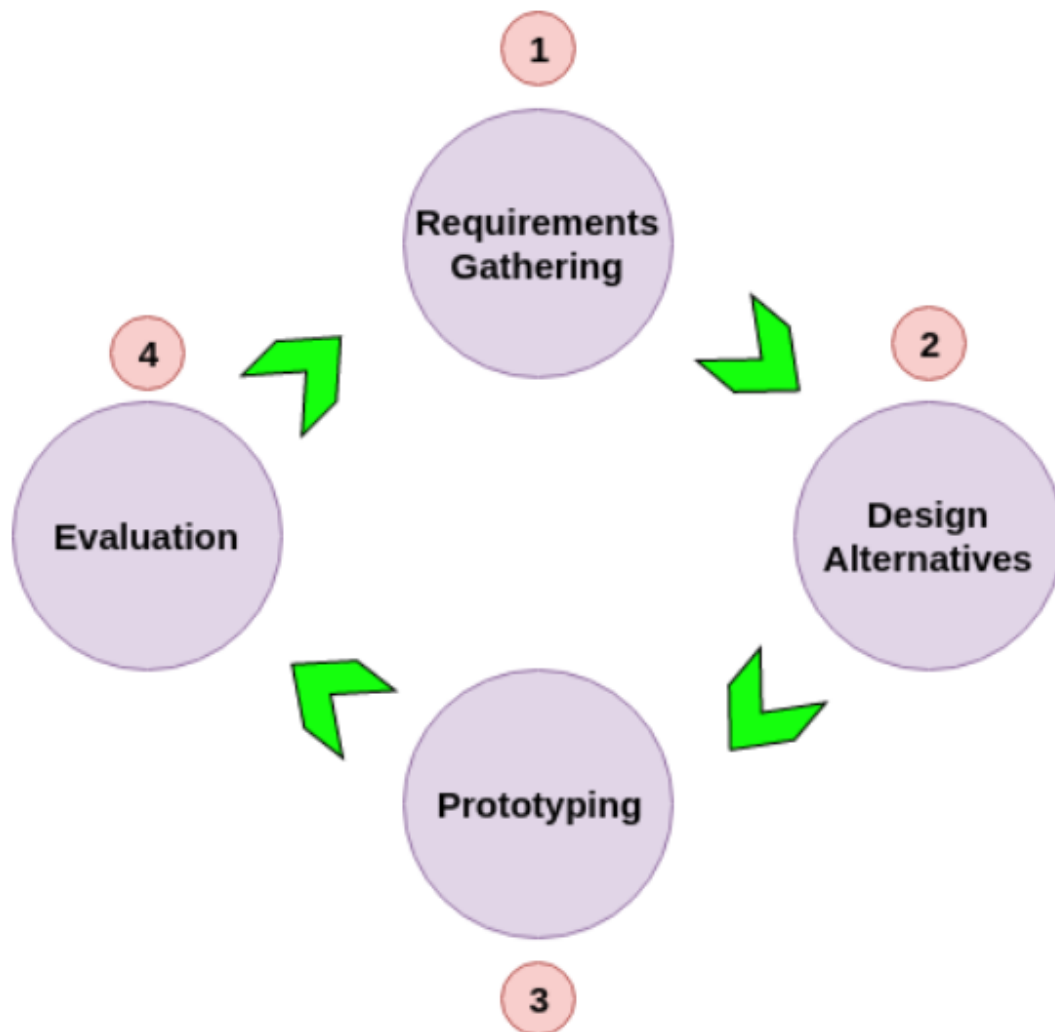 1
Requirements
Gathering
2
Design
Alternatives
3
Prototyping
4
Evaluation